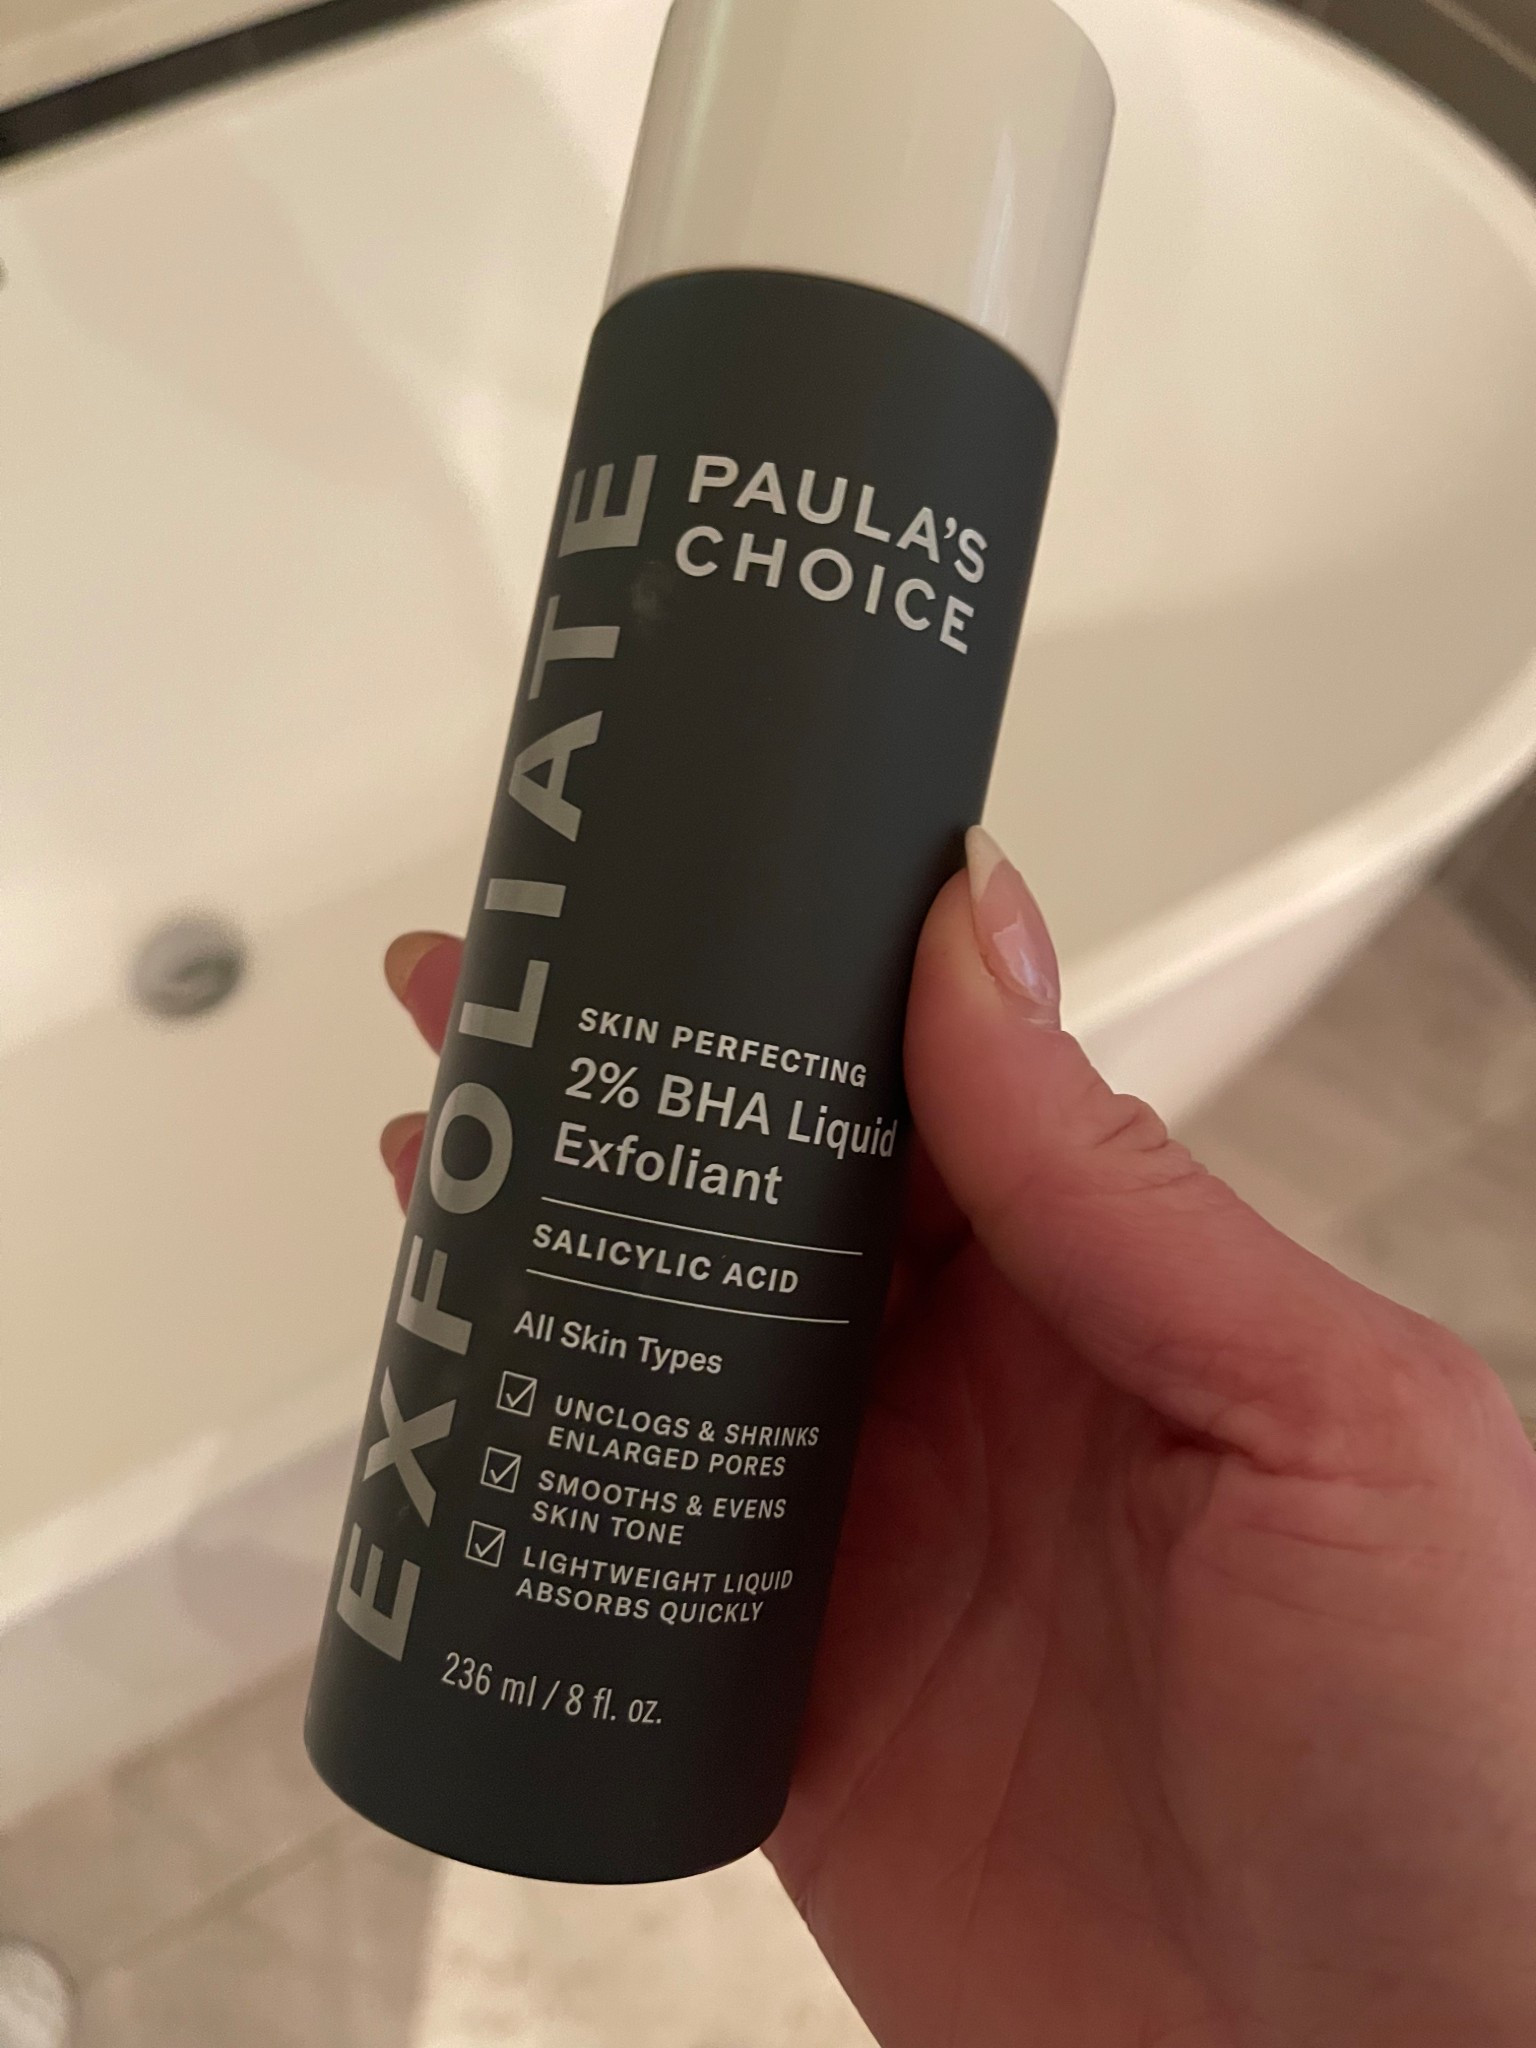 EXFOLIATE
PAULA'S
CHOICE
SKIN PERFECTING
2% BHA Liquid
Exfoliant
SALICYLIC ACID
All Skin Types
☑ UNCLOGS & SHRINKS
ENLARGED PORES
☑ SMOOTHS & EVENS
SKIN TONE
☑ LIGHTWEIGHT LIQUID
ABSORBS QUICKLY
236 ml / 8 fl. oz.